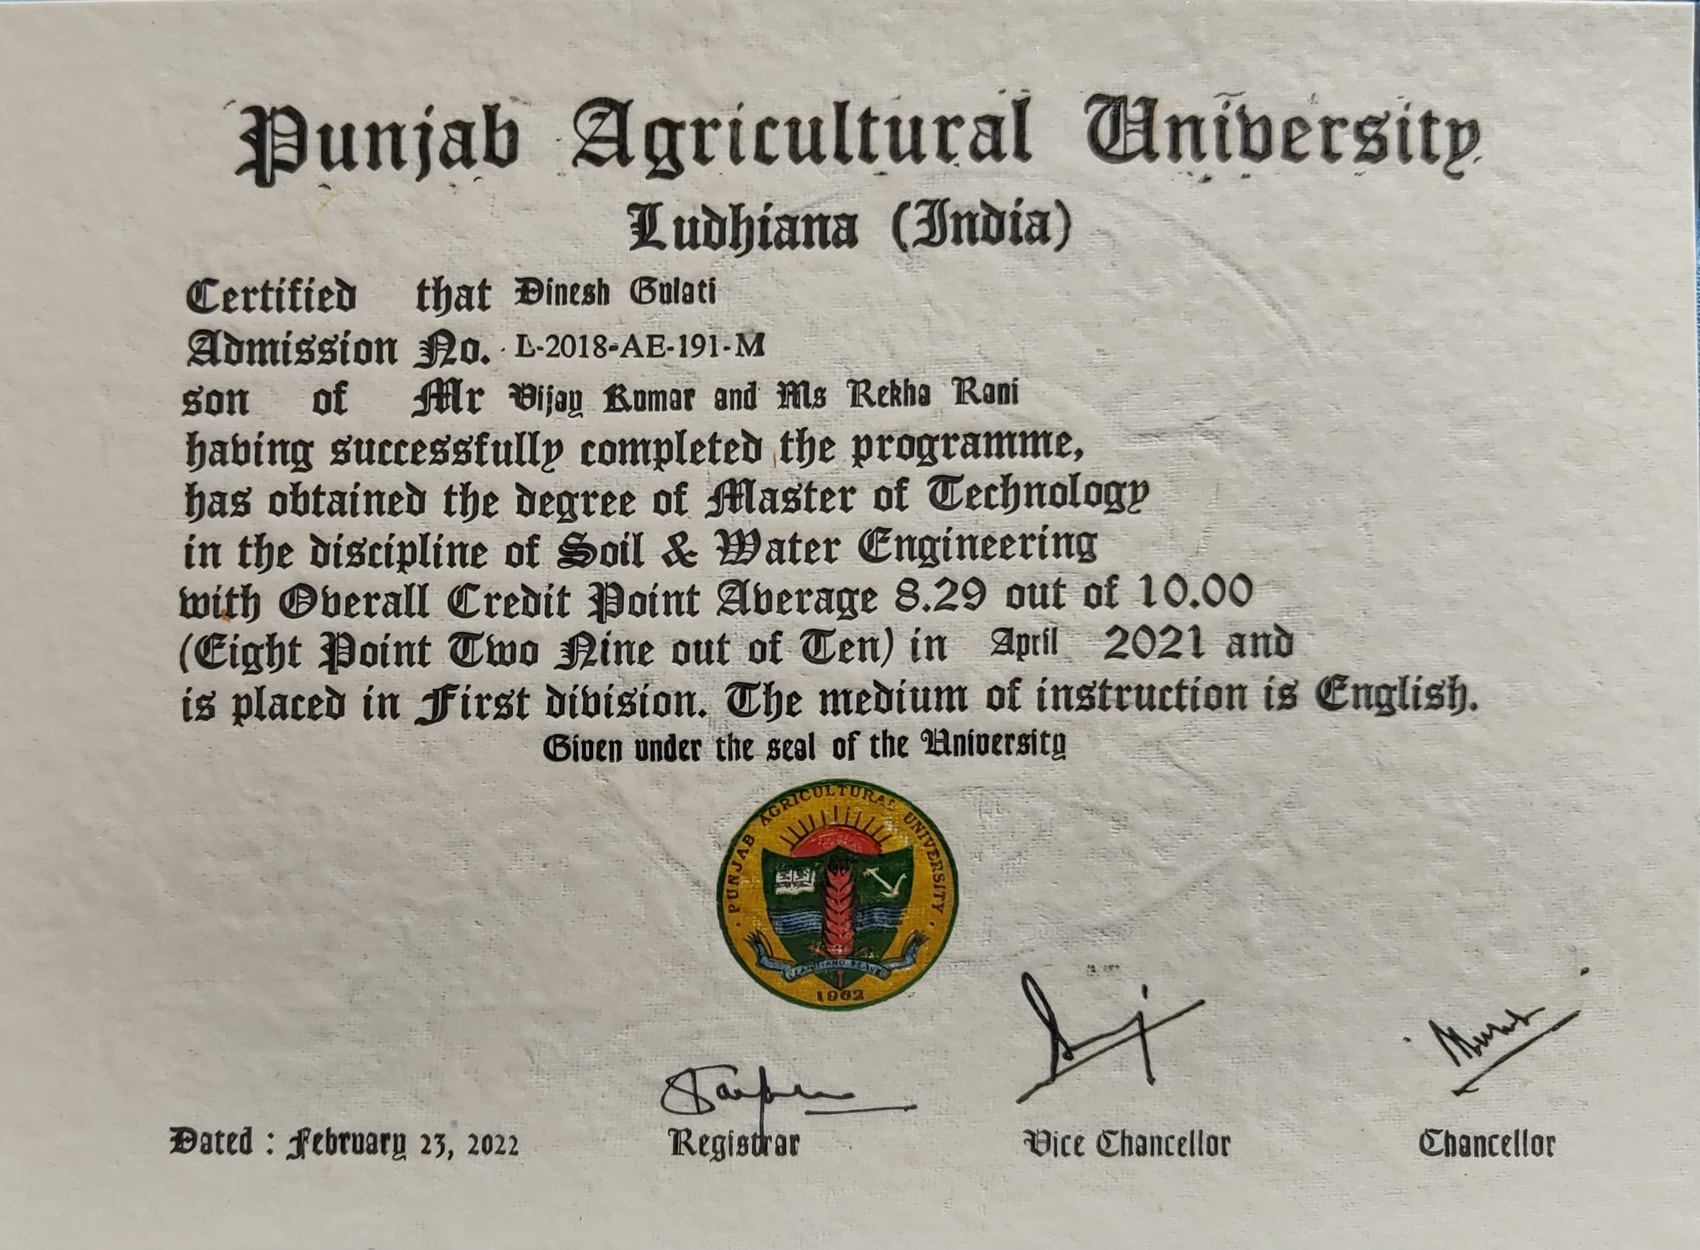 Punjab Agricultural University
Ludhiana (India)
Certified that Dinesh Gulati
Admission No. L-2018-AE-191-M
son of Mr Vijay Kumar and Ms Rekha Rani
having successfully completed the programme,
has obtained the degree of Master of Technology
in the discipline of Soil & Water Engineering
with Overall Credit Point Average 8.29 out of 10.00
(Eight Point Two Nine out of Ten) in April 2021 and
is placed in First division. The medium of instruction is English.
Given under the seal of the University
PUNJAB AGRICULTURAL UNIVERSITY
1962
Dated : February 23, 2022
Registrar
Vice Chancellor
Chancellor